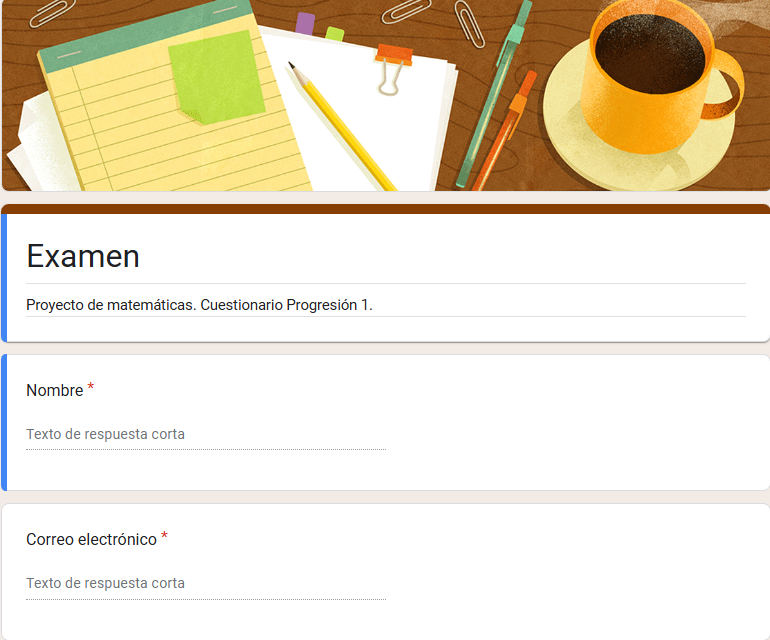 Examen
Proyecto de matemáticas. Cuestionario Progresión 1.
Nombre *
Texto de respuesta corta
Correo electrónico *
Texto de respuesta corta